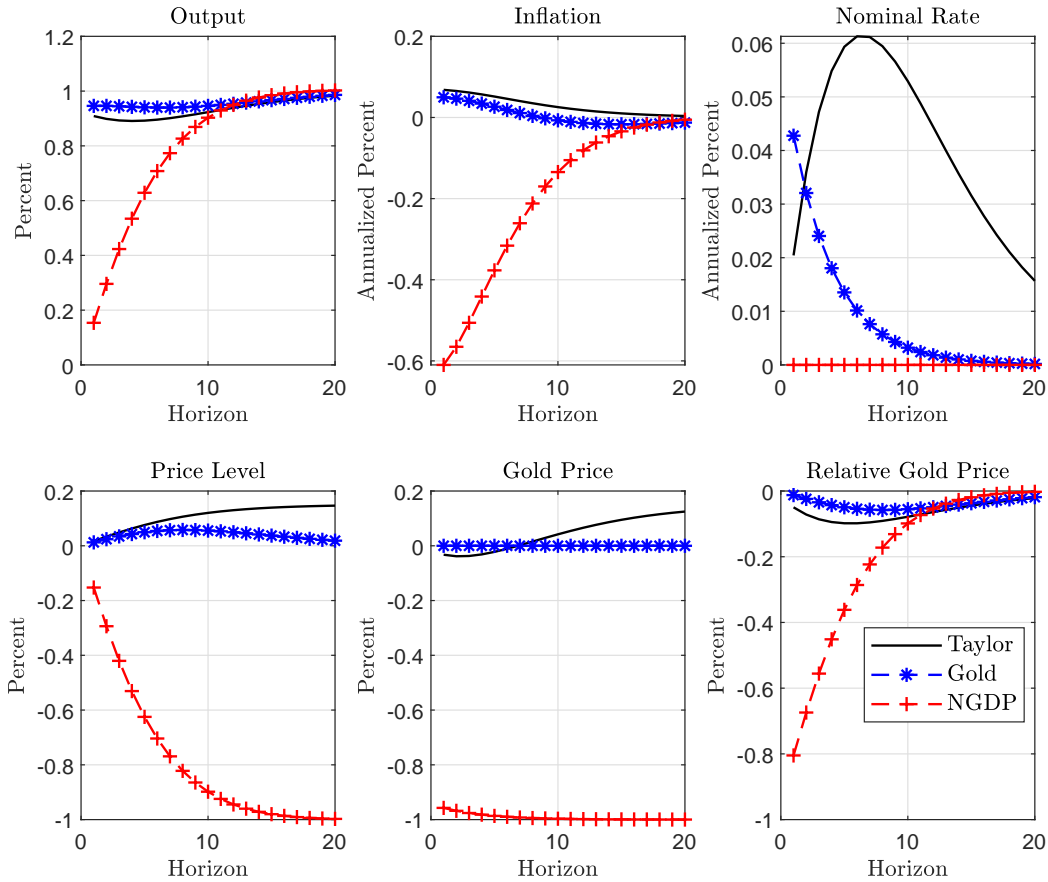 Output
1.2
1
0.8
0.6
0.4
0.2
0
Percent
0 10 20
Horizon
Inflation
0.2
0
-0.2
-0.4
-0.6
Annualized Percent
0 10 20
Horizon
Nominal Rate
0.06
0.05
0.04
0.03
0.02
0.01
0
Annualized Percent
0 10 20
Horizon
Price Level
0.2
0
-0.2
-0.4
-0.6
-0.8
-1
Percent
0 10 20
Horizon
Gold Price
0.2
0
-0.2
-0.4
-0.6
-0.8
-1
Percent
0 10 20
Horizon
Relative Gold Price
0
-0.2
-0.4
-0.6
-0.8
-1
Percent
Taylor
Gold
NGDP
0 10 20
Horizon